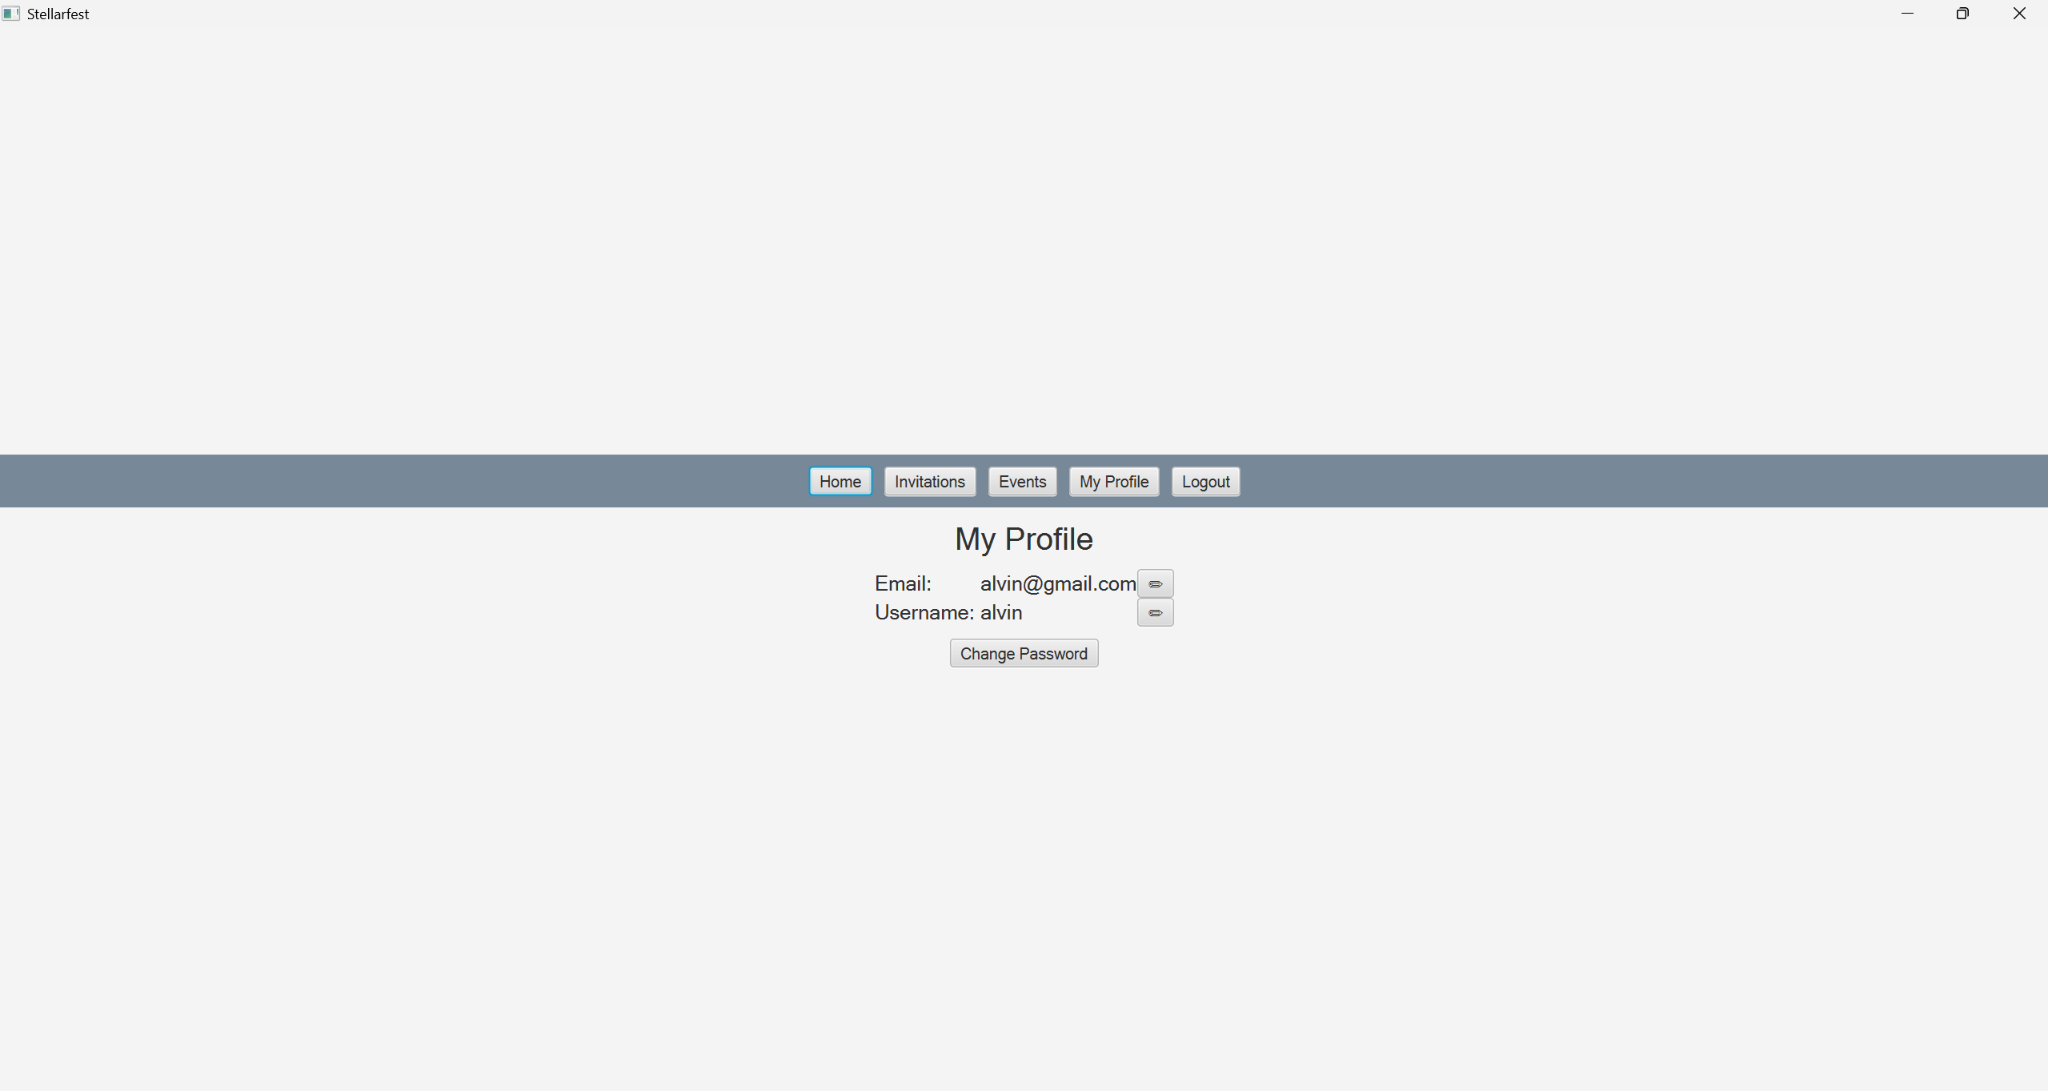 Stellarfest
Home Invitations Events My Profile Logout
My Profile
Email: alvin@gmail.com
Username: alvin
Change Password